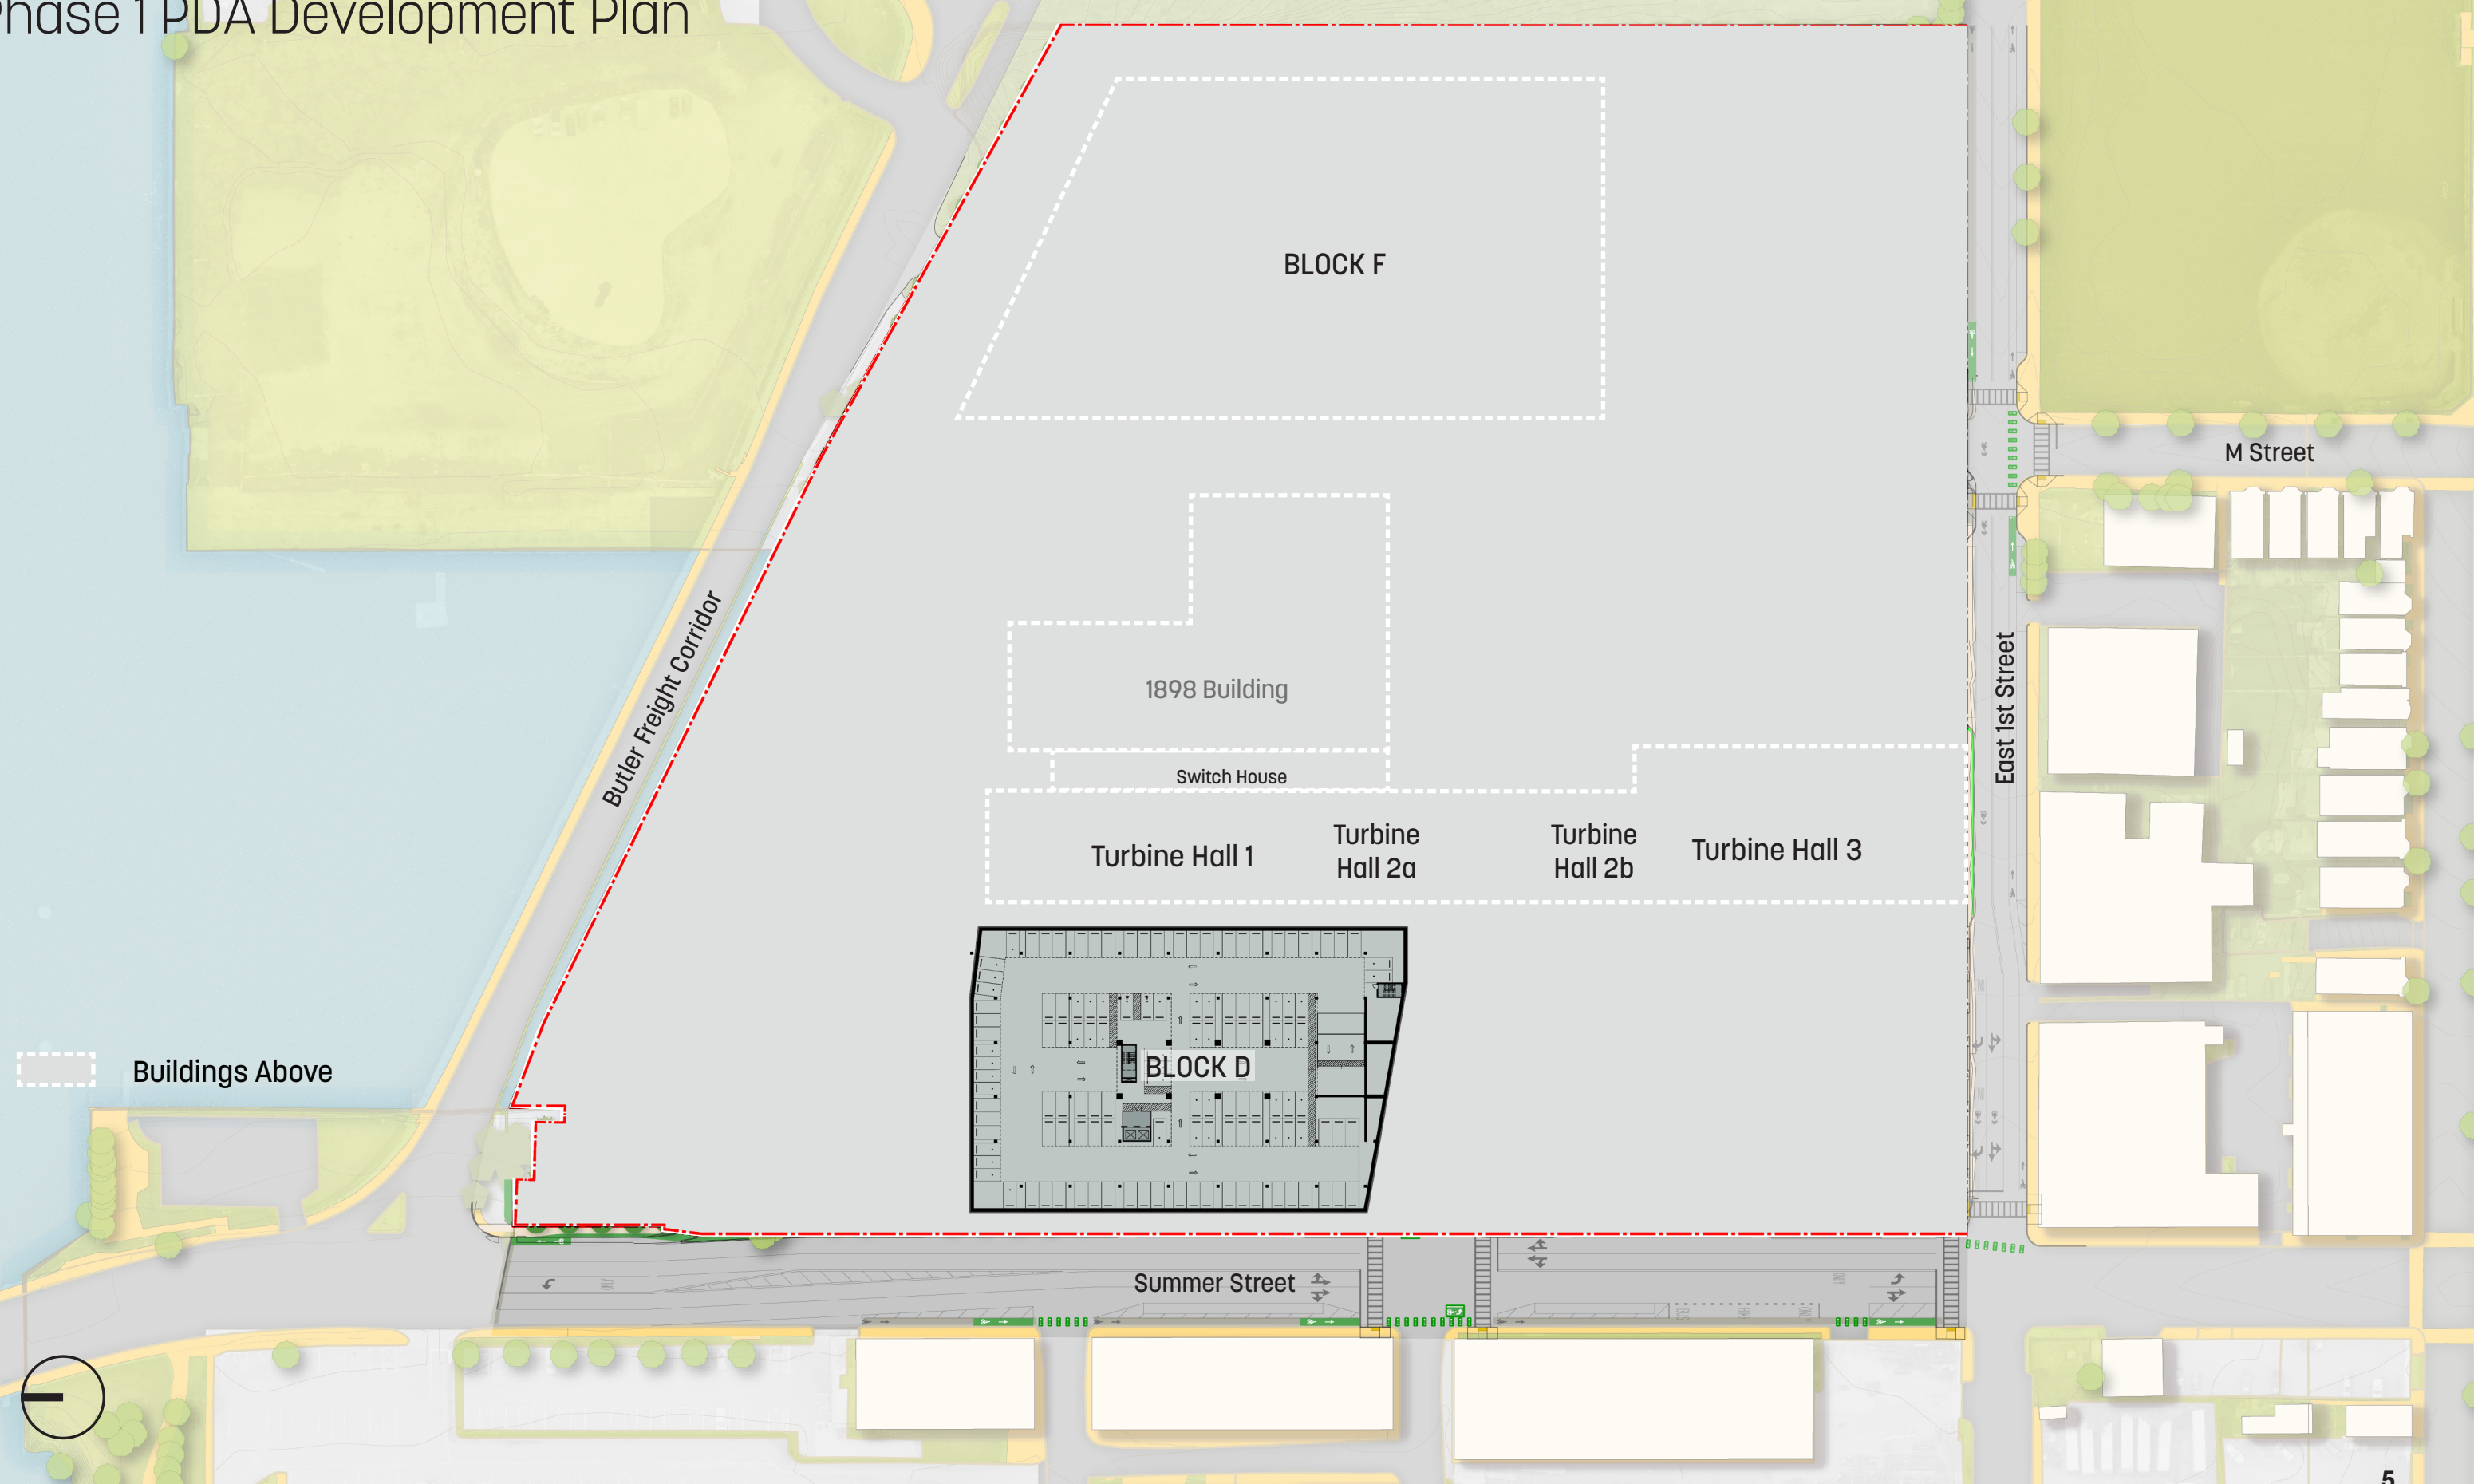 Phase 1 PDA Development Plan
BLOCK F
M Street
Butler Freight Corridor
East 1st Street
1898 Building
Switch House
Turbine Hall 1
Turbine
Hall 2a
Turbine
Hall 2b
Turbine Hall 3
BLOCK D
Buildings Above
Summer Street
5